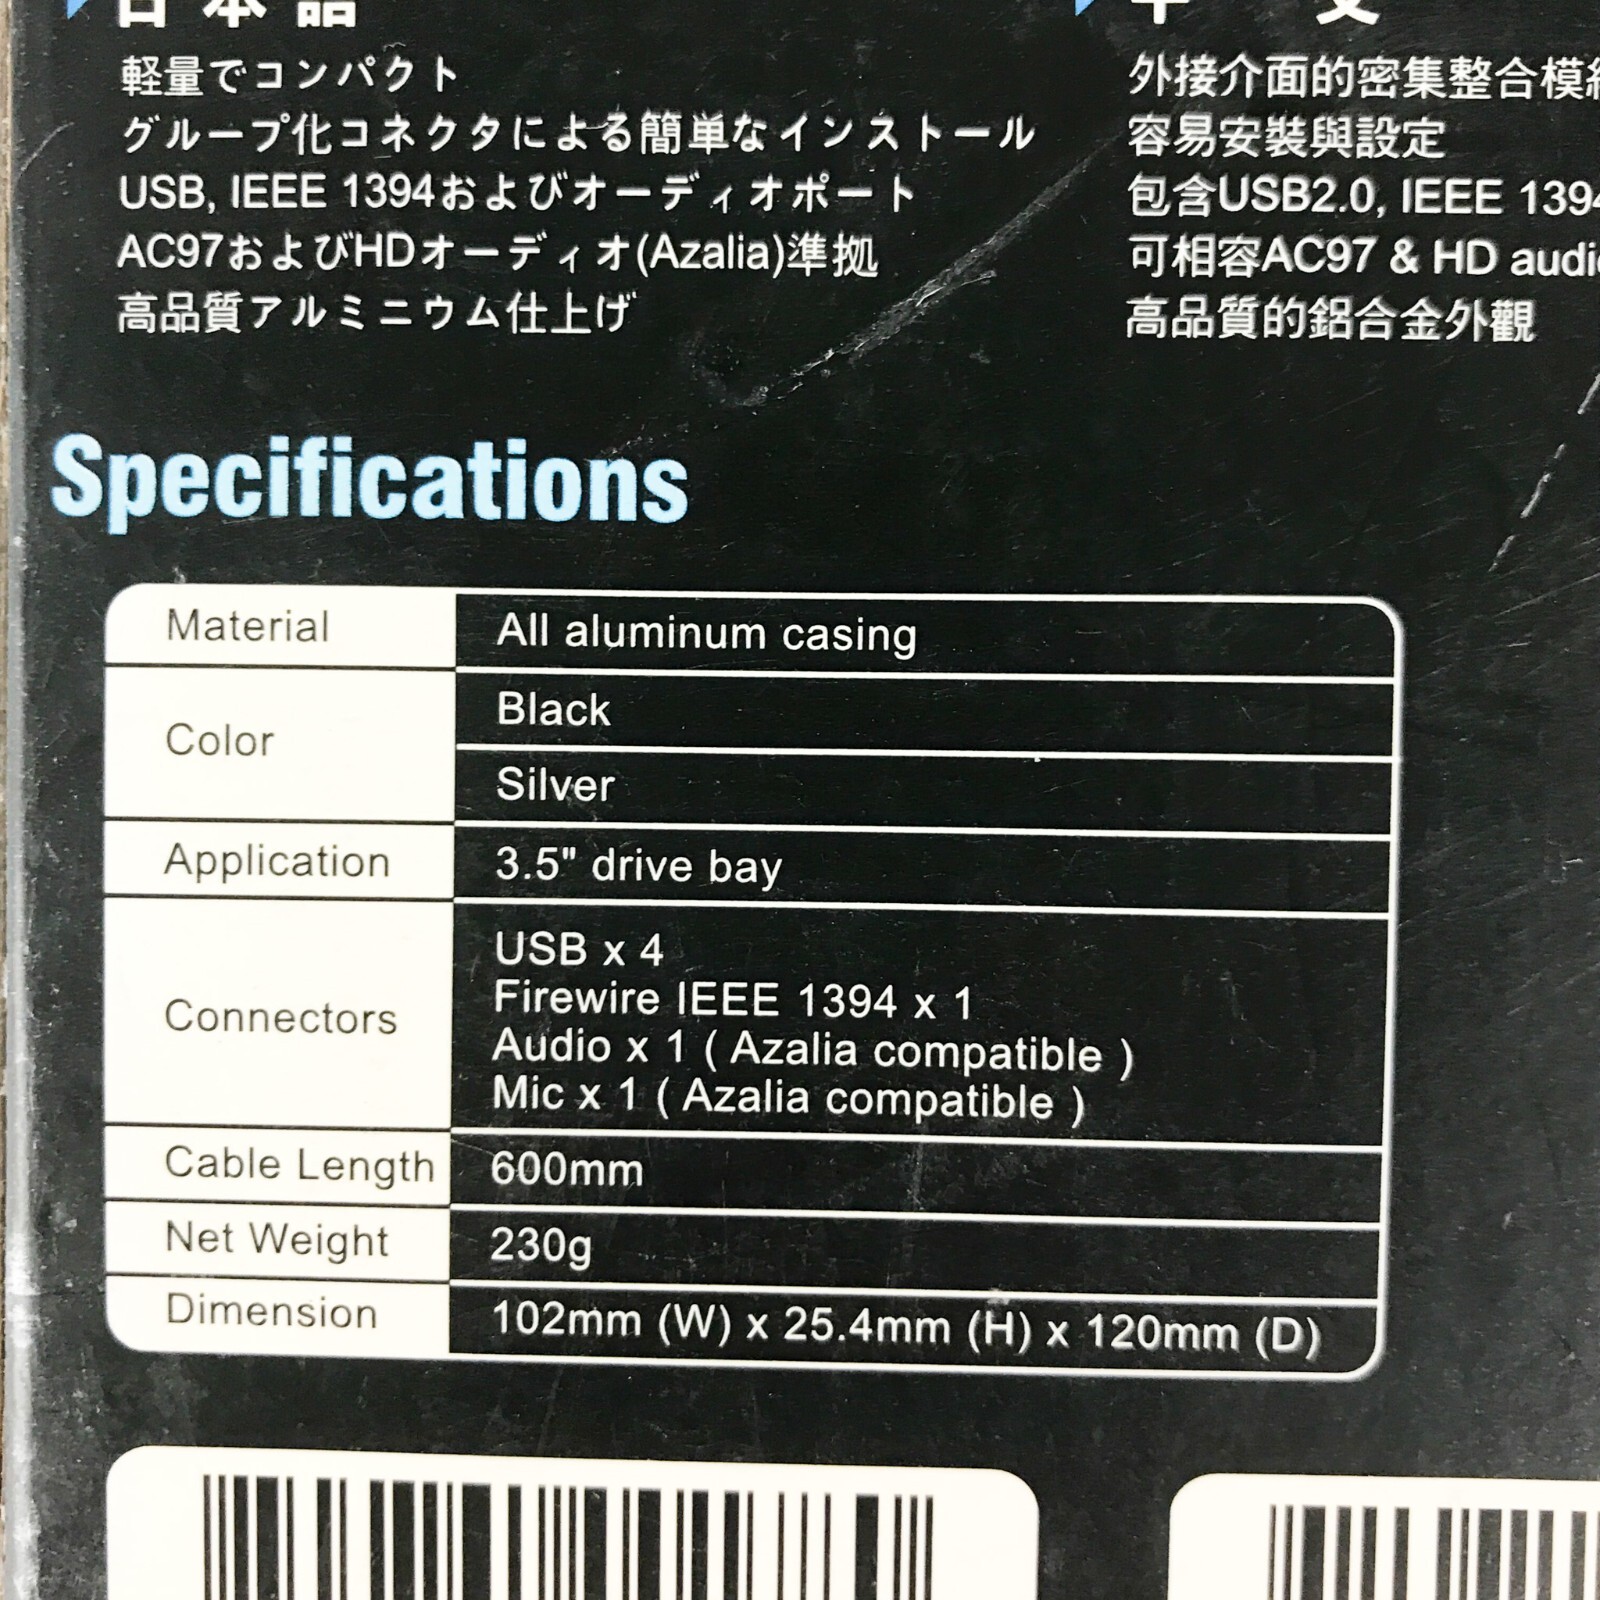 日本語
軽量でコンパクト
グループ化コネクタによる簡単なインストール
USB, IEEE 1394およびオーディオポート
AC97およびHDオーディオ(Azalia)準拠
高品質アルミニウム仕上げ
中 文
外接介面的密集整合模
容易安裝與設定
包含USB2.0, IEEE 139
可相容AC97 & HD audi
高品質的鋁合金外觀
Specifications
Material All aluminum casing
Color Black
Silver
Application 3.5" drive bay
Connectors USB x 4
Firewire IEEE 1394 x 1
Audio x 1 ( Azalia compatible )
Mic x 1 ( Azalia compatible )
Cable Length 600mm
Net Weight 230g
Dimension 102mm (W) x 25.4mm (H) x 120mm (D)